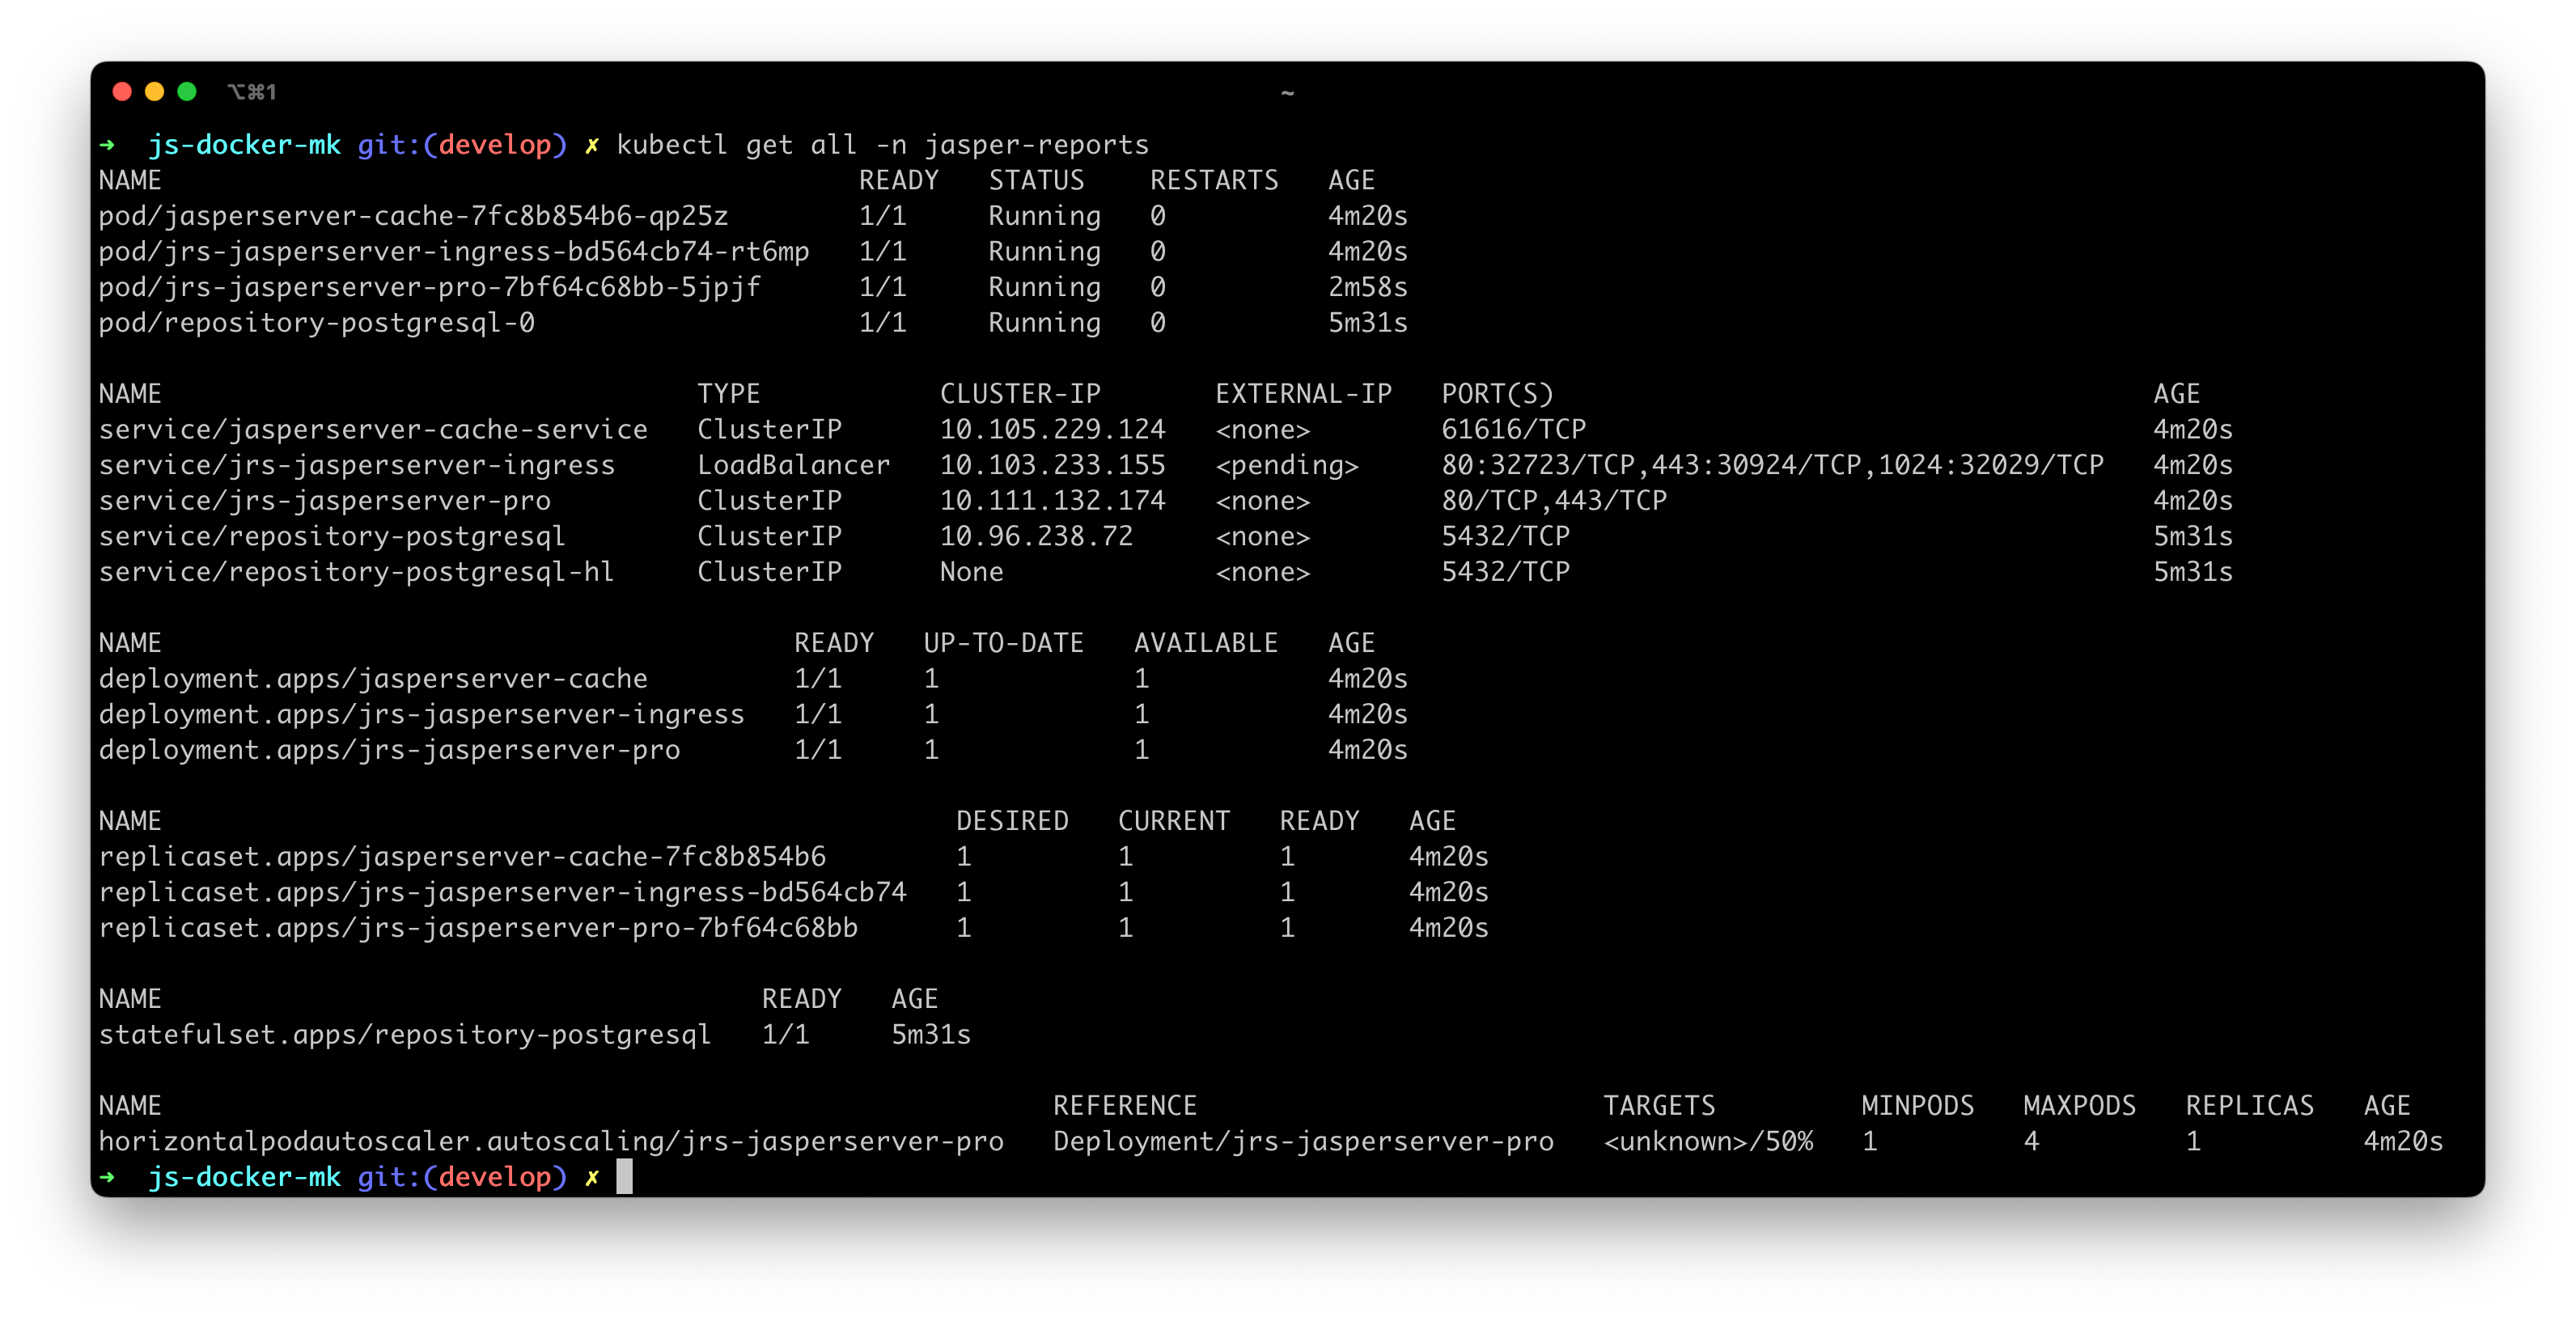 ⌥⌘1
~
➜ js-docker-mk git:(develop) ✗ kubectl get all -n jasper-reports
NAME READY STATUS RESTARTS AGE
pod/jasperserver-cache-7fc8b854b6-qp25z 1/1 Running 0 4m20s
pod/jrs-jasperserver-ingress-bd564cb74-rt6mp 1/1 Running 0 4m20s
pod/jrs-jasperserver-pro-7bf64c68bb-5jpjf 1/1 Running 0 2m58s
pod/repository-postgresql-0 1/1 Running 0 5m31s
NAME TYPE CLUSTER-IP EXTERNAL-IP PORT(S) AGE
service/jasperserver-cache-service ClusterIP 10.105.229.124 <none> 61616/TCP 4m20s
service/jrs-jasperserver-ingress LoadBalancer 10.103.233.155 <pending> 80:32723/TCP,443:30924/TCP,1024:32029/TCP 4m20s
service/jrs-jasperserver-pro ClusterIP 10.111.132.174 <none> 80/TCP,443/TCP 4m20s
service/repository-postgresql ClusterIP 10.96.238.72 <none> 5432/TCP 5m31s
service/repository-postgresql-hl ClusterIP None <none> 5432/TCP 5m31s
NAME READY UP-TO-DATE AVAILABLE AGE
deployment.apps/jasperserver-cache 1/1 1 1 4m20s
deployment.apps/jrs-jasperserver-ingress 1/1 1 1 4m20s
deployment.apps/jrs-jasperserver-pro 1/1 1 1 4m20s
NAME DESIRED CURRENT READY AGE
replicaset.apps/jasperserver-cache-7fc8b854b6 1 1 1 4m20s
replicaset.apps/jrs-jasperserver-ingress-bd564cb74 1 1 1 4m20s
replicaset.apps/jrs-jasperserver-pro-7bf64c68bb 1 1 1 4m20s
NAME READY AGE
statefulset.apps/repository-postgresql 1/1 5m31s
NAME REFERENCE TARGETS MINPODS MAXPODS REPLICAS AGE
horizontalpodautoscaler.autoscaling/jrs-jasperserver-pro Deployment/jrs-jasperserver-pro <unknown>/50% 1 4 1 4m20s
➜ js-docker-mk git:(develop) ✗